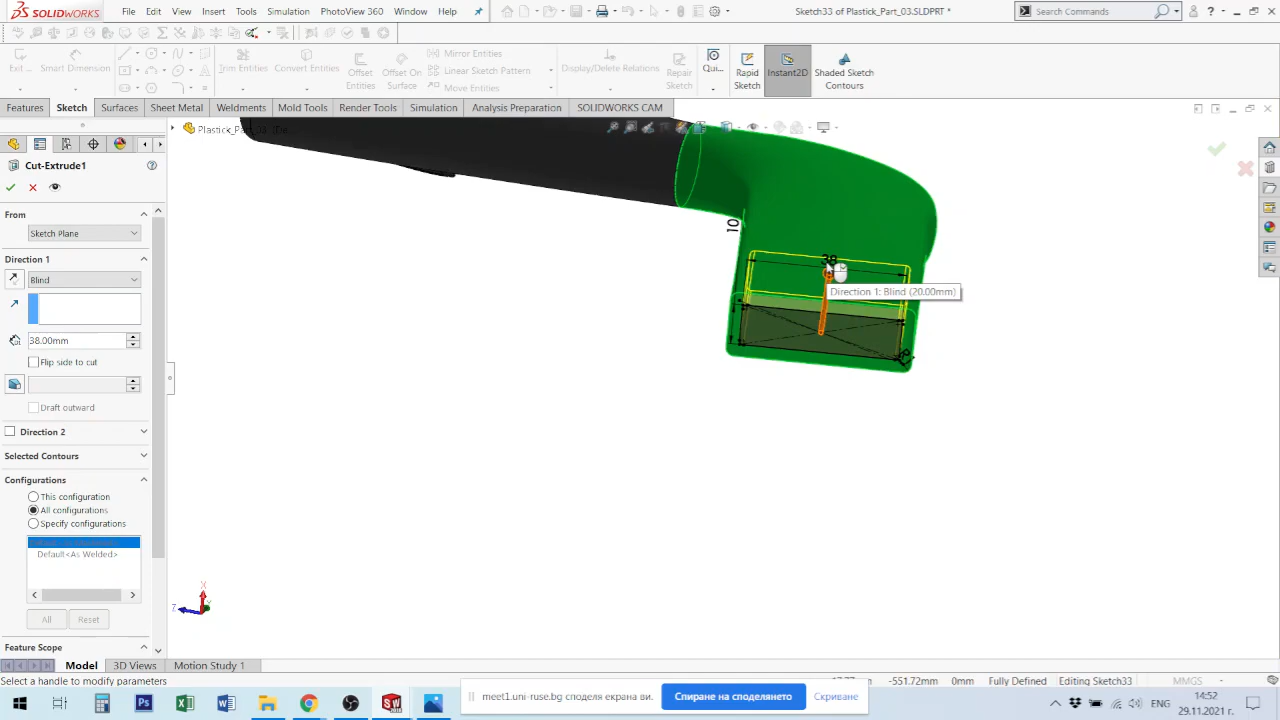 SOLIDWORKS File Edit View Insert Tools Simulation PhotoView 360 Window Help Sketch33 of Plastick_Part_03.SLDPRT * Search Commands
Exit ... Smart Dimension Trim Entities Convert Entities Offset Entities Offset On Surface Mirror Entities Linear Sketch Pattern Move Entities Display/Delete Relations Repair Sketch Qui... Rapid Sketch Instant2D Shaded Sketch Contours
Features Sketch Surfaces Sheet Metal Weldments Mold Tools Render Tools Simulation Analysis Preparation SOLIDWORKS CAM
Cut-Extrude1
From
Sketch Plane
Direction 1
Blind
38.00mm
Flip side to cut
Draft outward
Direction 2
Selected Contours
Configurations
This configuration
All configurations
Specify configurations
Default<As Welded>
All Reset
Feature Scope
10
38
Direction 1: Blind (20.00mm)
X
Z
Model 3D Views Motion Study 1
Select a handle to modify parameters
-551.72mm 0mm Fully Defined Editing Sketch33 MMGS
meet1.uni-ruse.bg споделя екрана ви. Спиране на споделянето Скриване
ENG 14:52
29.11.2021 г.